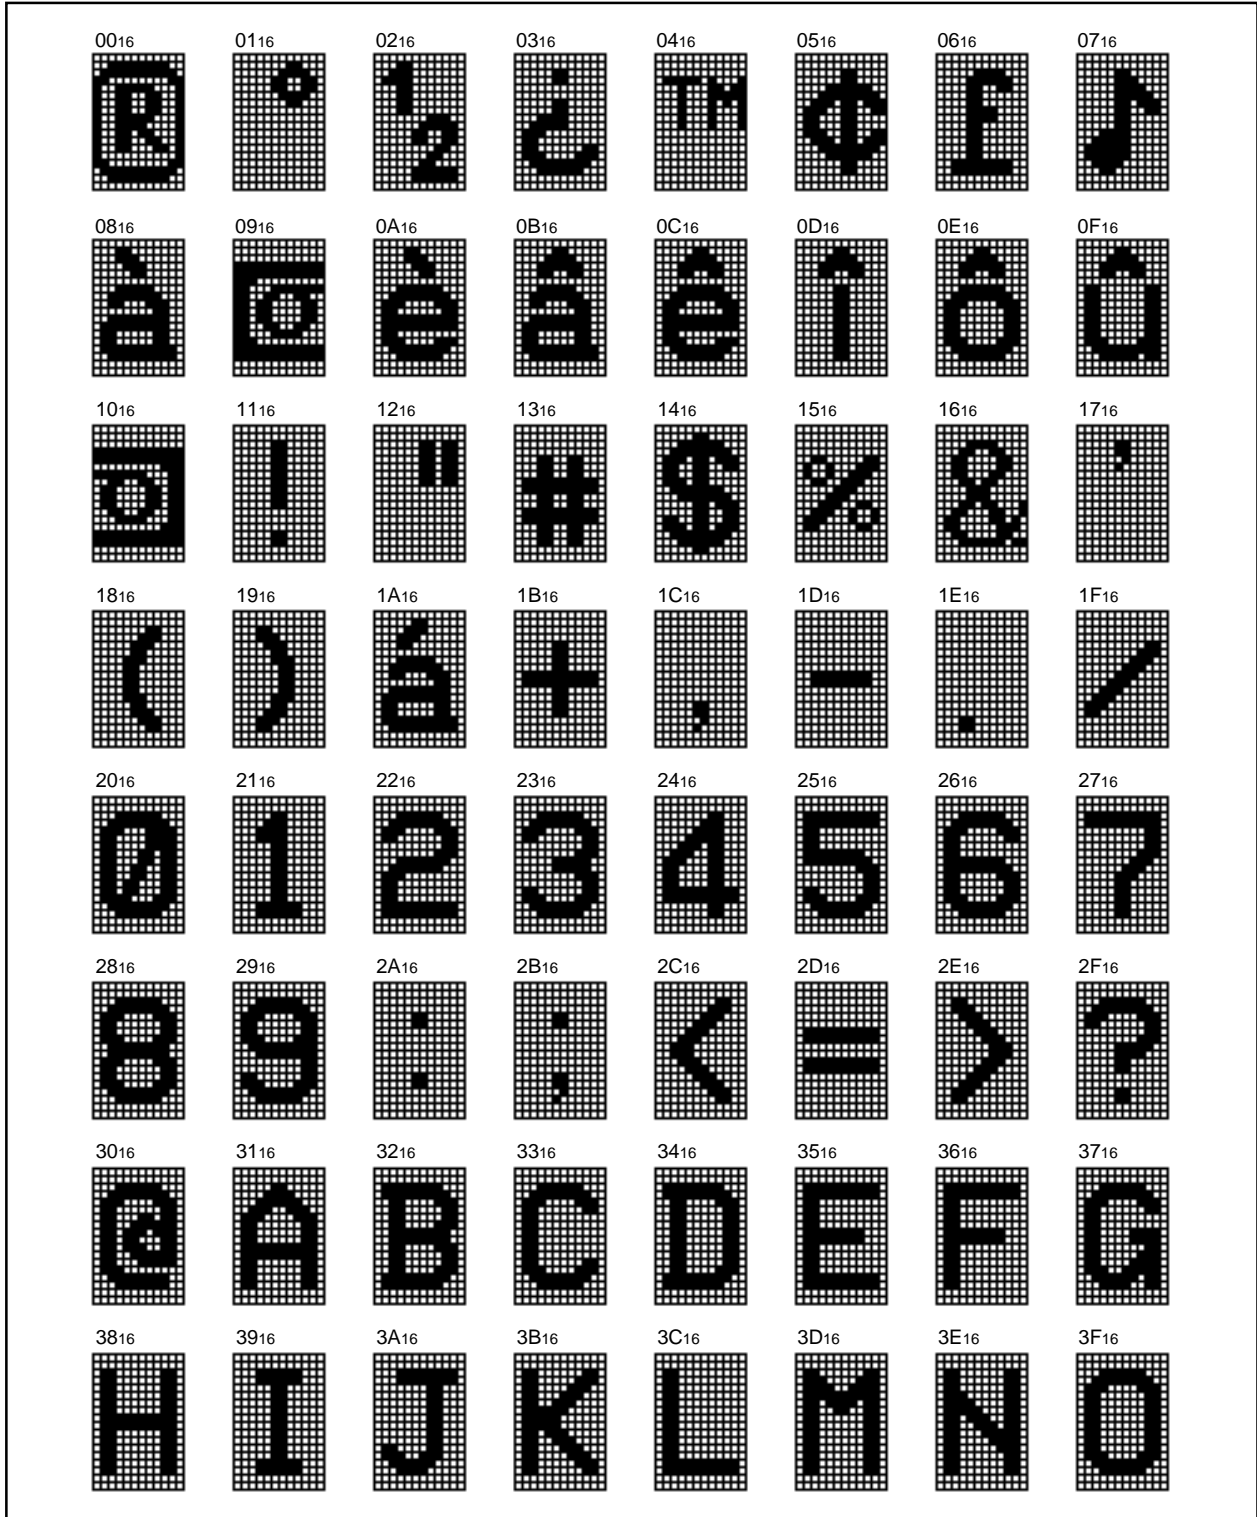 00₁₆ 01₁₆ 02₁₆ 03₁₆ 04₁₆ 05₁₆ 06₁₆ 07₁₆
® ° 1 2 ¿ TM ¢ £ ♪
08₁₆ 09₁₆ 0A₁₆ 0B₁₆ 0C₁₆ 0D₁₆ 0E₁₆ 0F₁₆
à è â ê î ô û
10₁₆ 11₁₆ 12₁₆ 13₁₆ 14₁₆ 15₁₆ 16₁₆ 17₁₆
! " # $ % & '
18₁₆ 19₁₆ 1A₁₆ 1B₁₆ 1C₁₆ 1D₁₆ 1E₁₆ 1F₁₆
( ) á + , - . /
20₁₆ 21₁₆ 22₁₆ 23₁₆ 24₁₆ 25₁₆ 26₁₆ 27₁₆
0 1 2 3 4 5 6 7
28₁₆ 29₁₆ 2A₁₆ 2B₁₆ 2C₁₆ 2D₁₆ 2E₁₆ 2F₁₆
8 9 : ; < = > ?
30₁₆ 31₁₆ 32₁₆ 33₁₆ 34₁₆ 35₁₆ 36₁₆ 37₁₆
@ A B C D E F G
38₁₆ 39₁₆ 3A₁₆ 3B₁₆ 3C₁₆ 3D₁₆ 3E₁₆ 3F₁₆
H I J K L M N O